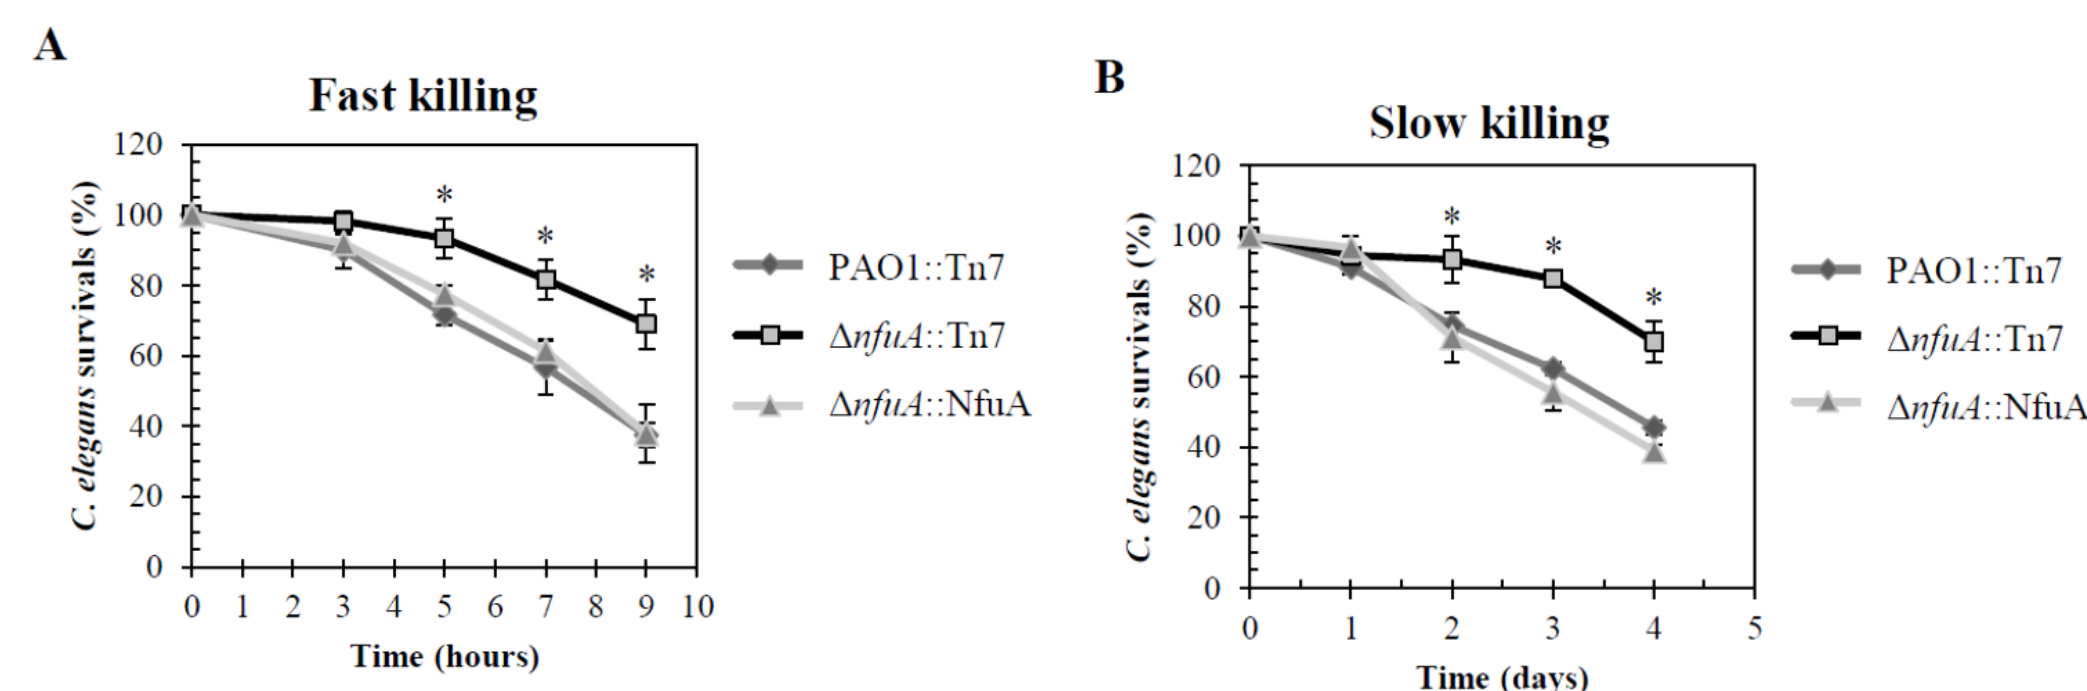 A
Fast killing
C. elegans survivals (%)
120
100
80
60
40
20
0
* * *
0 1 2 3 4 5 6 7 8 9 10
Time (hours)
PAO1::Tn7
ΔnfuA::Tn7
ΔnfuA::NfuA
B
Slow killing
C. elegans survivals (%)
120
100
80
60
40
20
0
* * *
0 1 2 3 4 5
Time (days)
PAO1::Tn7
ΔnfuA::Tn7
ΔnfuA::NfuA